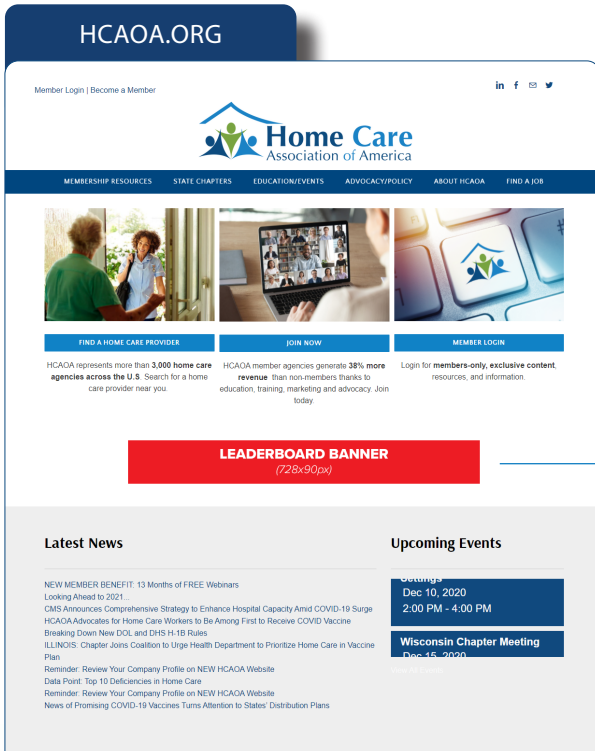 HCAOA.ORG
Member Login | Become a Member
Home Care
Association of America
MEMBERSHIP RESOURCES STATE CHAPTERS EDUCATION/EVENTS ADVOCACY/POLICY ABOUT HCAOA FIND A JOB
FIND A HOME CARE PROVIDER
HCAOA represents more than 3,000 home care
agencies across the U.S. Search for a home
care provider near you.
JOIN NOW
HCAOA member agencies generate 38% more
revenue than non-members thanks to
education, training, marketing and advocacy. Join
today.
MEMBER LOGIN
Login for members-only, exclusive content,
resources, and information.
LEADERBOARD BANNER
(728x90px)
Latest News
NEW MEMBER BENEFIT: 13 Months of FREE Webinars
Looking Ahead to 2021...
CMS Announces Comprehensive Strategy to Enhance Hospital Capacity Amid COVID-19 Surge
HCAOA Advocates for Home Care Workers to Be Among First to Receive COVID Vaccine
Breaking Down New DOL and DHS H-1B Rules
ILLINOIS: Chapter Joins Coalition to Urge Health Department to Prioritize Home Care in Vaccine
Plan
Reminder: Review Your Company Profile on NEW HCAOA Website
Data Point: Top 10 Deficiencies in Home Care
Reminder: Review Your Company Profile on NEW HCAOA Website
News of Promising COVID-19 Vaccines Turns Attention to States' Distribution Plans
Upcoming Events
Settings
Dec 10, 2020
2:00 PM - 4:00 PM
Wisconsin Chapter Meeting
Dec 15, 2020
View All Events